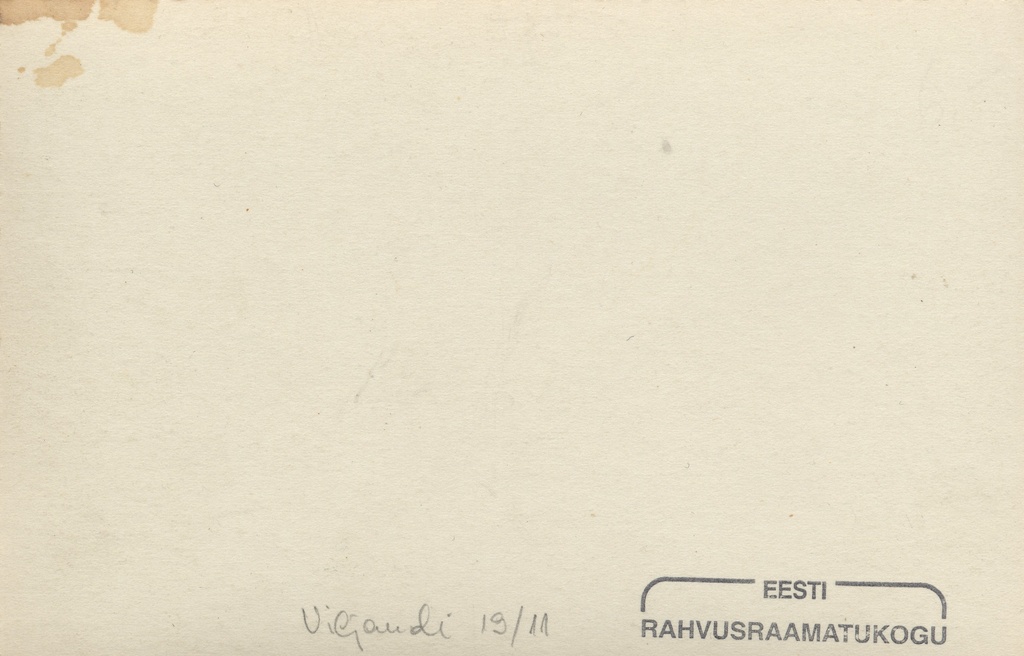 Viljandi 19/11
EESTI
RAHVUSRAAMATUKOGU